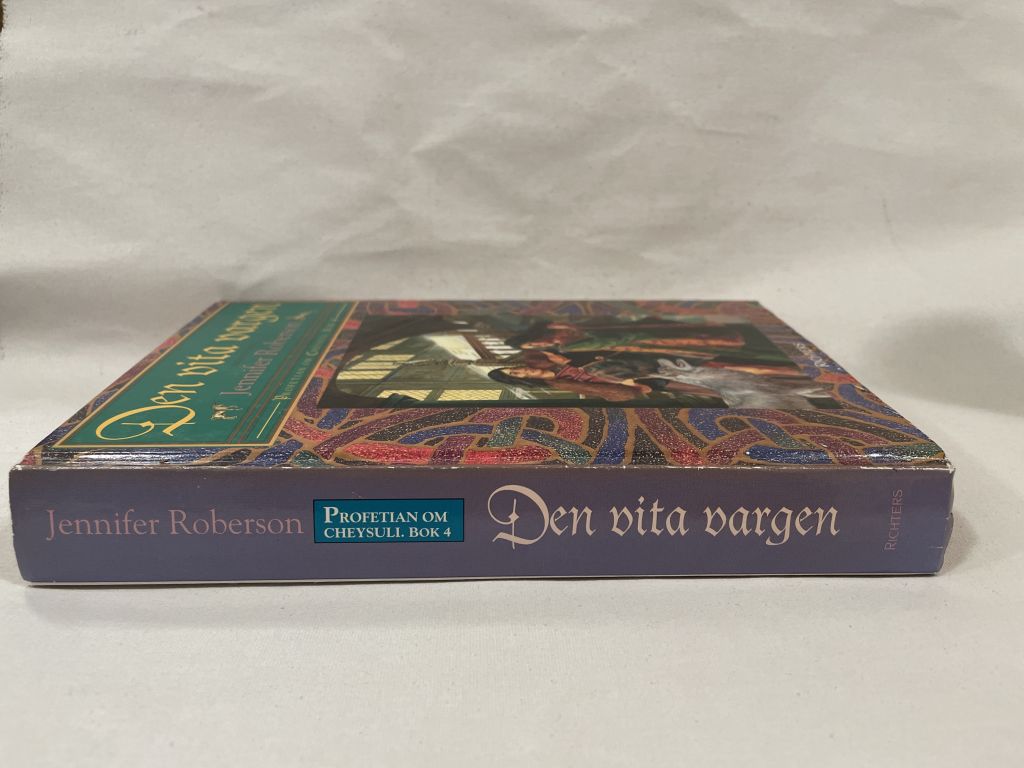 Den vita vargen
Jennifer Roberson
Jennifer Roberson
PROFETIAN OM
CHEYSULI. BOK 4
Den vita vargen
RICHTERS